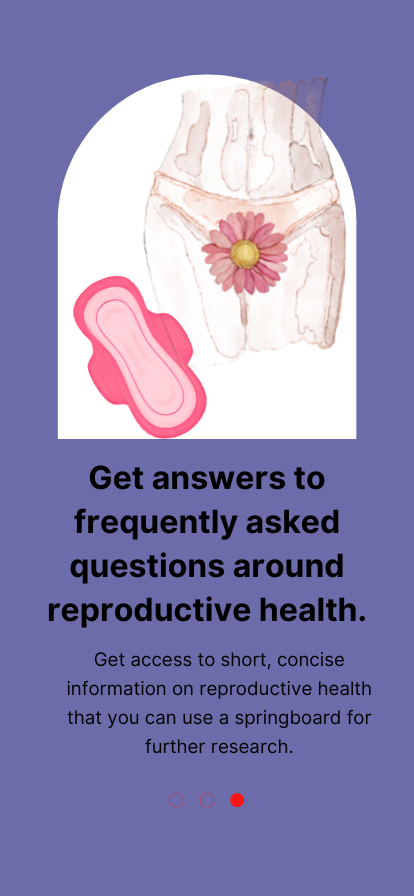 Get answers to
frequently asked
questions around
reproductive health.
Get access to short, concise
information on reproductive health
that you can use a springboard for
further research.